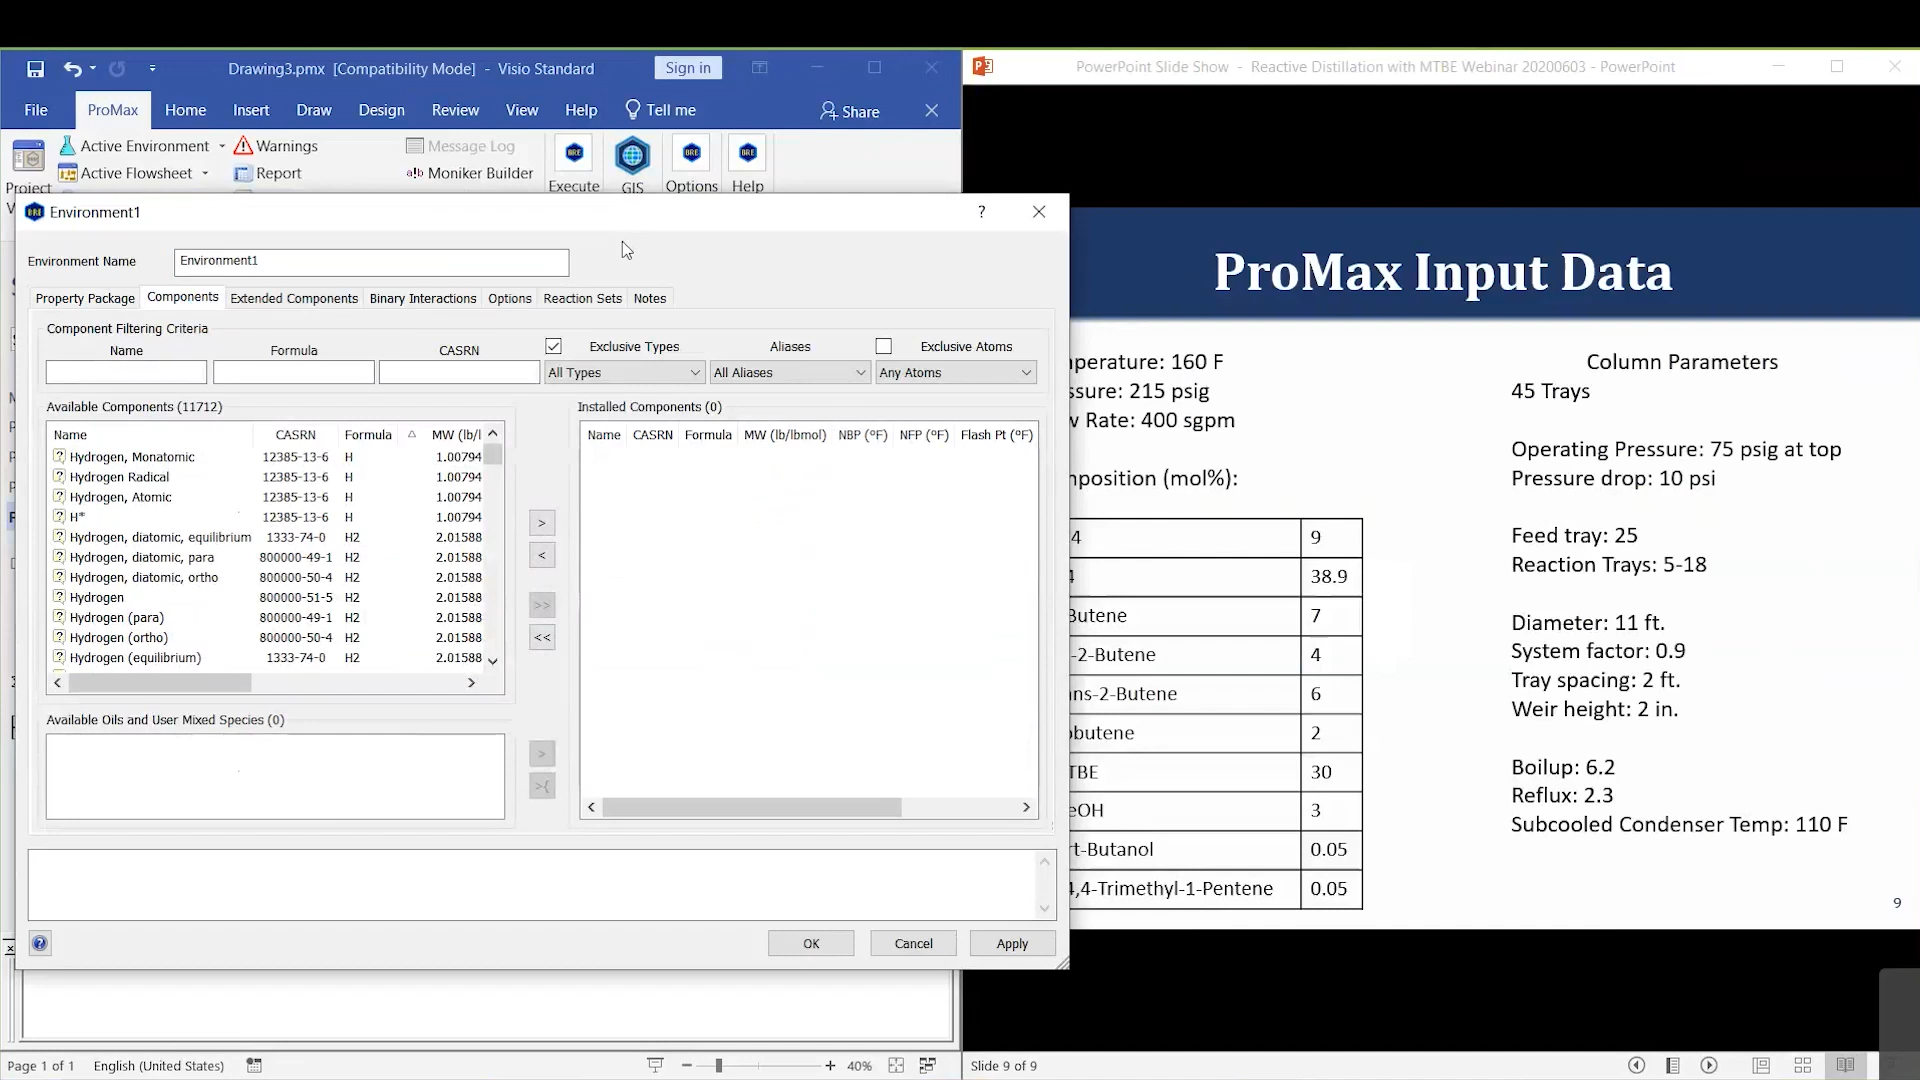 Drawing3.pmx [Compatibility Mode] - Visio Standard
Sign in
PowerPoint Slide Show - Reactive Distillation with MTBE Webinar 20200603 - PowerPoint
File ProMax Home Insert Draw Design Review View Help Tell me Share
Active Environment Warnings Message Log
Project Active Flowsheet Report a!b Moniker Builder Execute GIS Options Help
Environment1
Environment Name Environment1
Property Package Components Extended Components Binary Interactions Options Reaction Sets Notes
Component Filtering Criteria
Name Formula CASRN Exclusive Types Aliases Exclusive Atoms
All Types All Aliases Any Atoms
Available Components (11712)
Name CASRN Formula MW (lb/l
Hydrogen, Monatomic 12385-13-6 H 1.00794
Hydrogen Radical 12385-13-6 H 1.00794
Hydrogen, Atomic 12385-13-6 H 1.00794
H* 12385-13-6 H 1.00794
Hydrogen, diatomic, equilibrium 1333-74-0 H2 2.01588
Hydrogen, diatomic, para 800000-49-1 H2 2.01588
Hydrogen, diatomic, ortho 800000-50-4 H2 2.01588
Hydrogen 800000-51-5 H2 2.01588
Hydrogen (para) 800000-49-1 H2 2.01588
Hydrogen (ortho) 800000-50-4 H2 2.01588
Hydrogen (equilibrium) 1333-74-0 H2 2.01588
Available Oils and User Mixed Species (0)
>
<
>>
<<
>
>{
Installed Components (0)
Name CASRN Formula MW (lb/lbmol) NBP (ºF) NFP (ºF) Flash Pt (ºF)
OK Cancel Apply
ProMax Input Data
perature: 160 F
ssure: 215 psig
w Rate: 400 sgpm
position (mol%):
4 9
4 38.9
Butene 7
-2-Butene 4
ns-2-Butene 6
butene 2
TBE 30
eOH 3
rt-Butanol 0.05
4,4-Trimethyl-1-Pentene 0.05
Column Parameters
45 Trays
Operating Pressure: 75 psig at top
Pressure drop: 10 psi
Feed tray: 25
Reaction Trays: 5-18
Diameter: 11 ft.
System factor: 0.9
Tray spacing: 2 ft.
Weir height: 2 in.
Boilup: 6.2
Reflux: 2.3
Subcooled Condenser Temp: 110 F
9
Page 1 of 1 English (United States) 40%
Slide 9 of 9